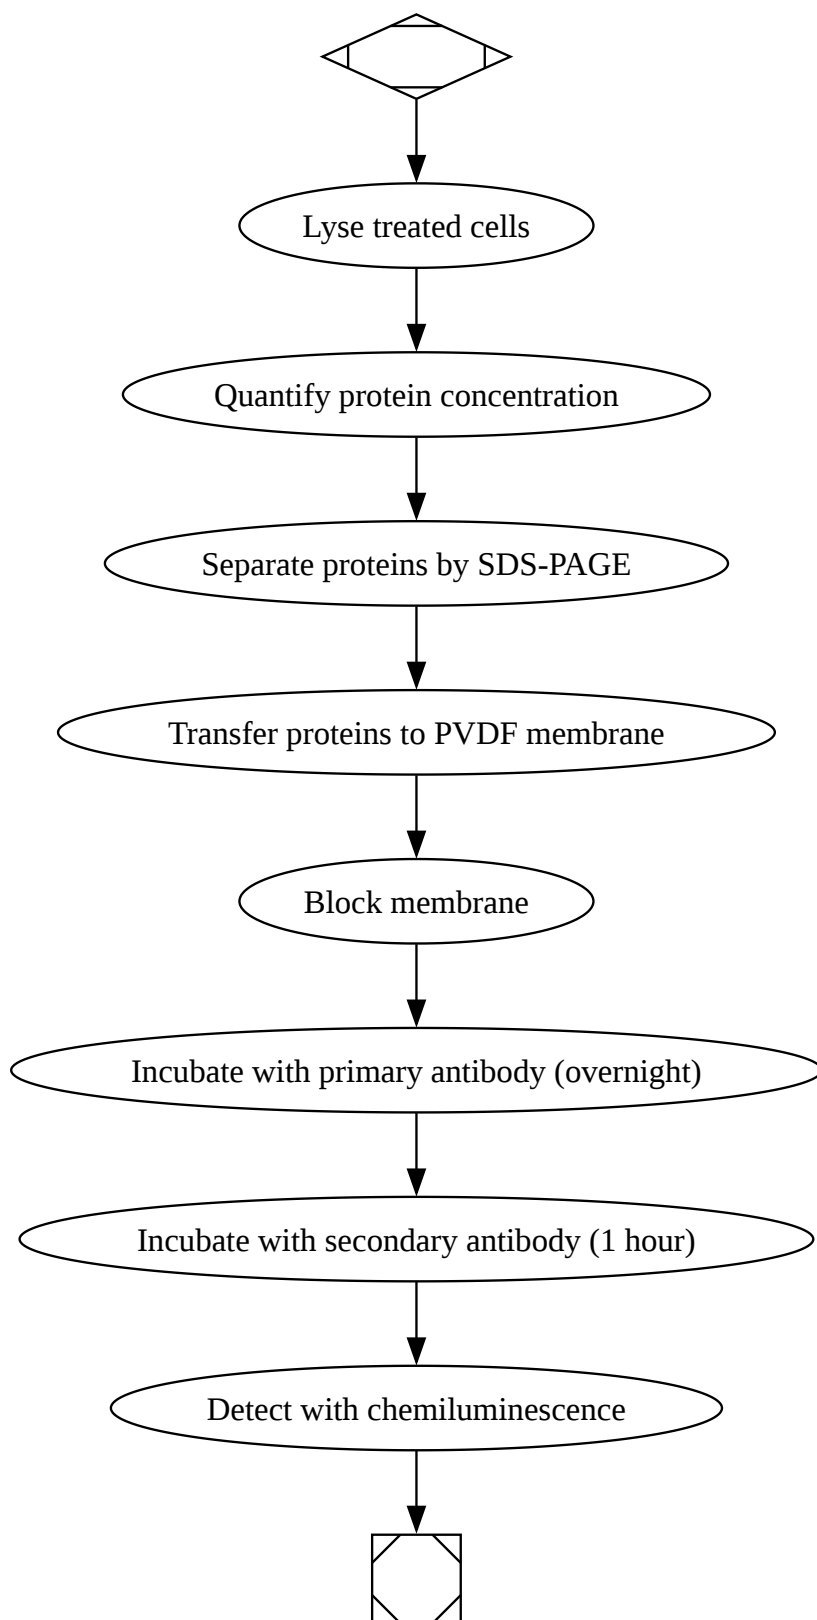 Lyse treated cells
Quantify protein concentration
Separate proteins by SDS-PAGE
Transfer proteins to PVDF membrane
Block membrane
Incubate with primary antibody (overnight)
Incubate with secondary antibody (1 hour)
Detect with chemiluminescence